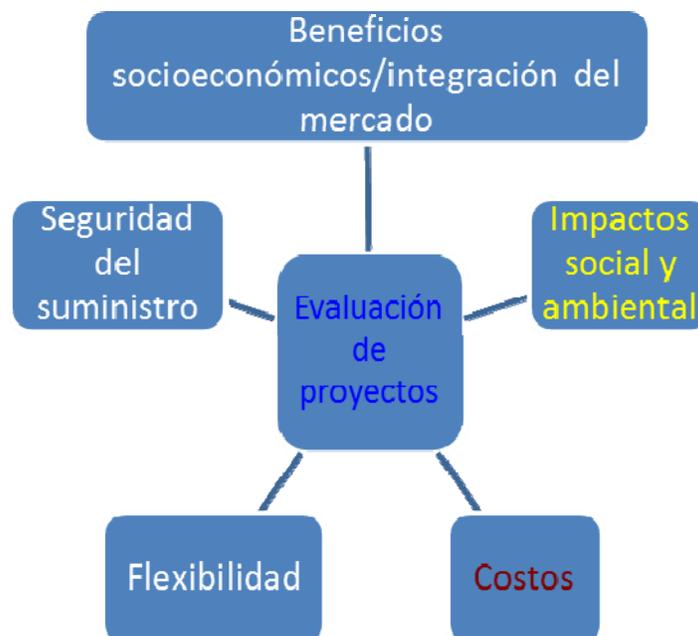 Beneficios
socioeconómicos/integración del
mercado
Seguridad
del
suministro
Impactos
social y
ambiental
Evaluación
de
proyectos
Flexibilidad
Costos